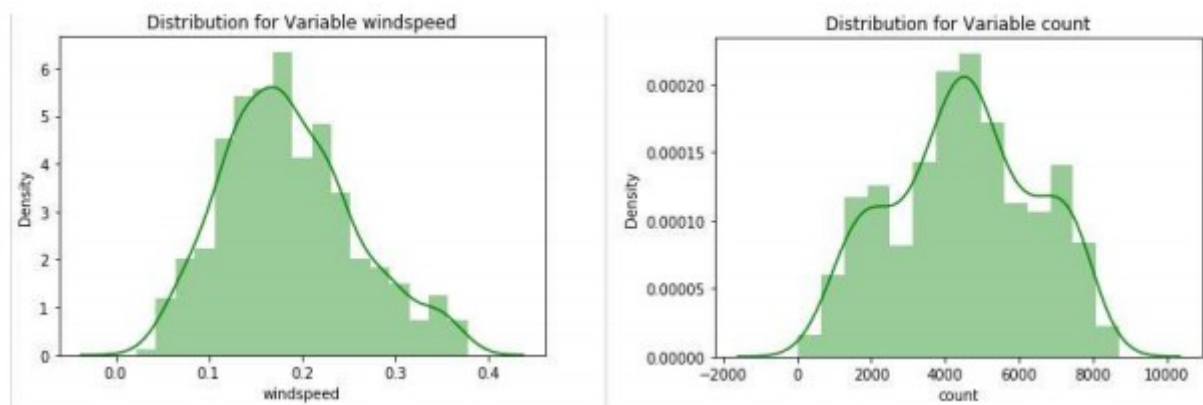 Distribution for Variable windspeed
6
5
4
3
2
1
0
Density
0.0 0.1 0.2 0.3 0.4
windspeed
Distribution for Variable count
0.00020
0.00015
0.00010
0.00005
0.00000
Density
−2000 0 2000 4000 6000 8000 10000
count